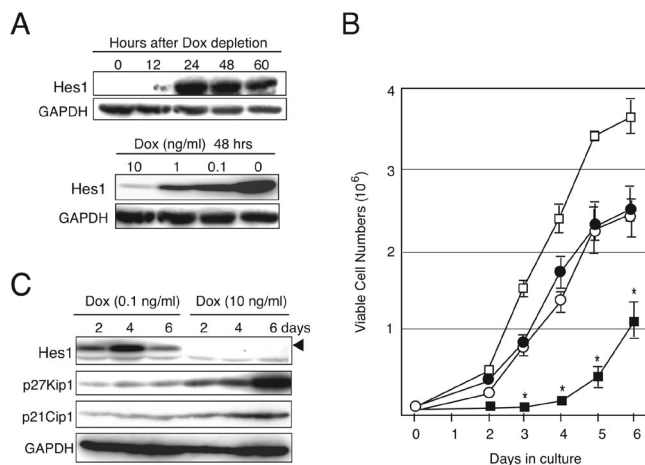 A
Hours after Dox depletion
0 12 24 48 60
Hes1
GAPDH
Dox (ng/ml) 48 hrs
10 1 0.1 0
Hes1
GAPDH
B
Viable Cell Numbers (10⁶)
4
3
2
1
0 1 2 3 4 5 6
Days in culture
* * * *
C
Dox (0.1 ng/ml) Dox (10 ng/ml)
2 4 6 2 4 6 days
Hes1
p27Kip1
p21Cip1
GAPDH